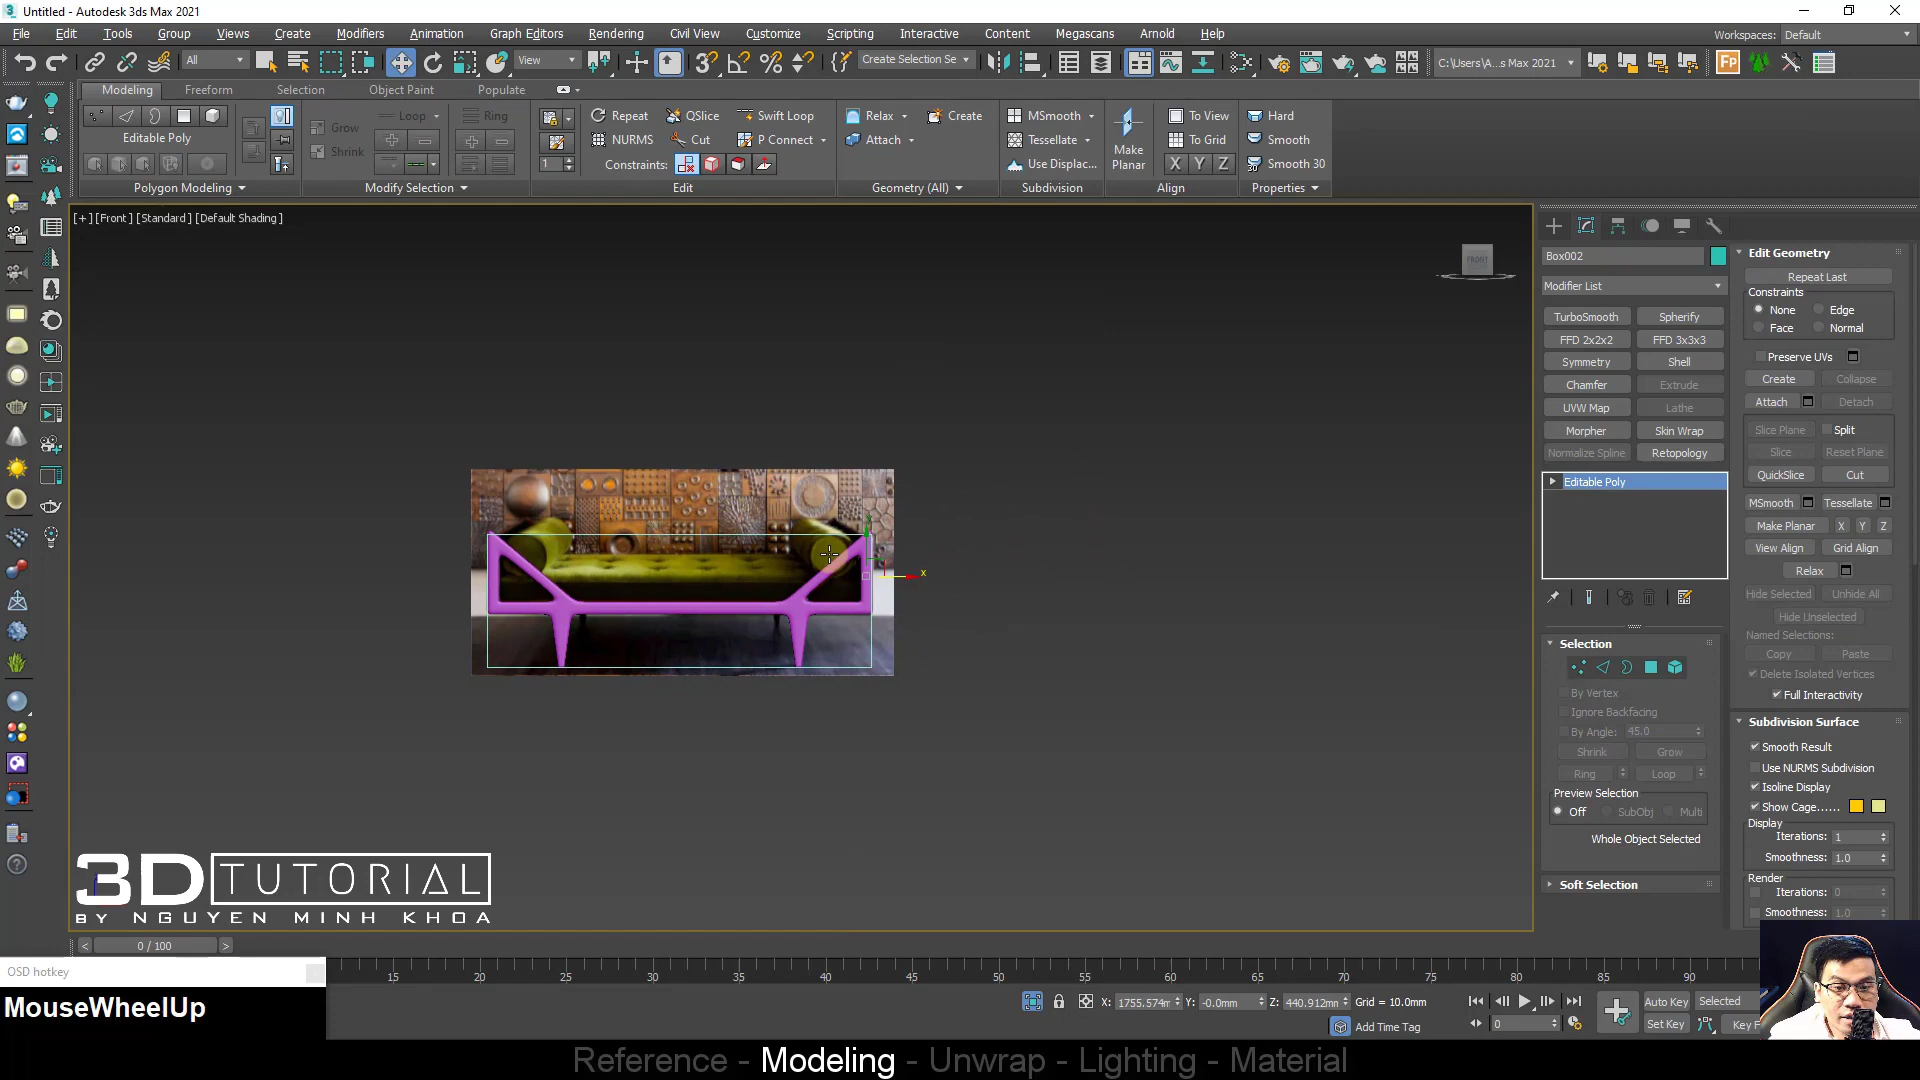 Untitled - Autodesk 3ds Max 2021
File Edit Tools Group Views Create Modifiers Animation Graph Editors Rendering Civil View Customize Scripting Interactive Content Megascans Arnold Help
Workspaces: Default
All View Create Selection Se C:\Users\A...s Max 2021
Modeling Freeform Selection Object Paint Populate
Loop Ring Repeat QSlice Swift Loop Relax Create MSmooth To View Hard
Grow
Editable Poly NURMS Cut P Connect Attach Tessellate Make Planar To Grid Smooth
Shrink 1 Constraints: Use Displac... X Y Z Smooth 30
Polygon Modeling Modify Selection Edit Geometry (All) Subdivision Align Properties
[+] [Front] [Standard] [Default Shading]
FRONT
x
Box002
Modifier List
TurboSmooth Spherify
FFD 2x2x2 FFD 3x3x3
Symmetry Shell
Chamfer Extrude
UVW Map Lathe
Morpher Skin Wrap
Normalize Spline Retopology
Editable Poly
Selection
By Vertex
Ignore Backfacing
By Angle: 45.0
Shrink Grow
Ring Loop
Preview Selection
Off SubObj Multi
Whole Object Selected
Soft Selection
Edit Geometry
Repeat Last
Constraints
None Edge
Face Normal
Preserve UVs
Create Collapse
Attach Detach
Slice Plane Split
Slice Reset Plane
QuickSlice Cut
MSmooth Tessellate
Make Planar X Y Z
View Align Grid Align
Relax
Hide Selected Unhide All
Hide Unselected
Named Selections:
Copy Paste
Delete Isolated Vertices
Full Interactivity
Subdivision Surface
Smooth Result
Use NURMS Subdivision
Isoline Display
Show Cage......
Display
Iterations: 1
Smoothness: 1.0
Render
Iterations: 0
Smoothness: 1.0
3D TUTORIAL
BY NGUYEN MINH KHOA
< 0 / 100 >
15 20 25 30 35 40 45 50 55 60 65 70 75 80 85 90
OSD hotkey
MouseWheelUp
X: 1755.574m Y: -0.0mm Z: 440.912mm Grid = 10.0mm
Add Time Tag
0
Auto Key Selected
Set Key Key F
Reference - Modeling - Unwrap - Lighting - Material